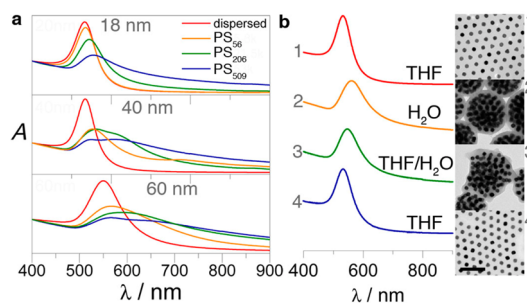 a
18 nm
dispersed
PS56
PS206
PS509
40 nm
60 nm
A
400 500 600 700 800 900
λ / nm
b
1
THF
2
H2O
3
THF/H2O
4
THF
400 600 800
λ / nm